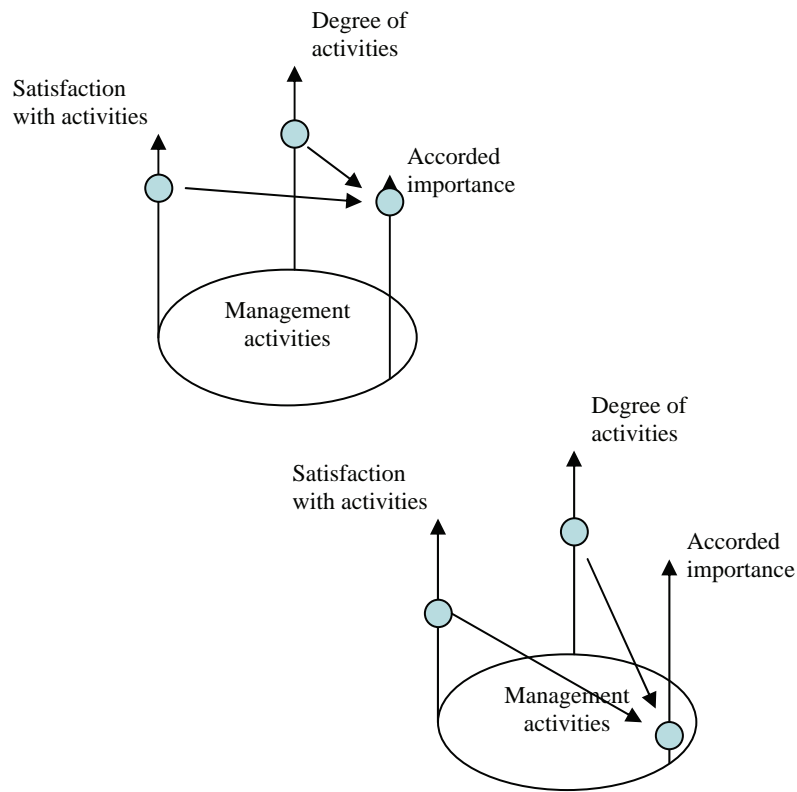 Degree of
activities
Satisfaction
with activities
Accorded
importance
Management
activities
Degree of
activities
Satisfaction
with activities
Accorded
importance
Management
activities